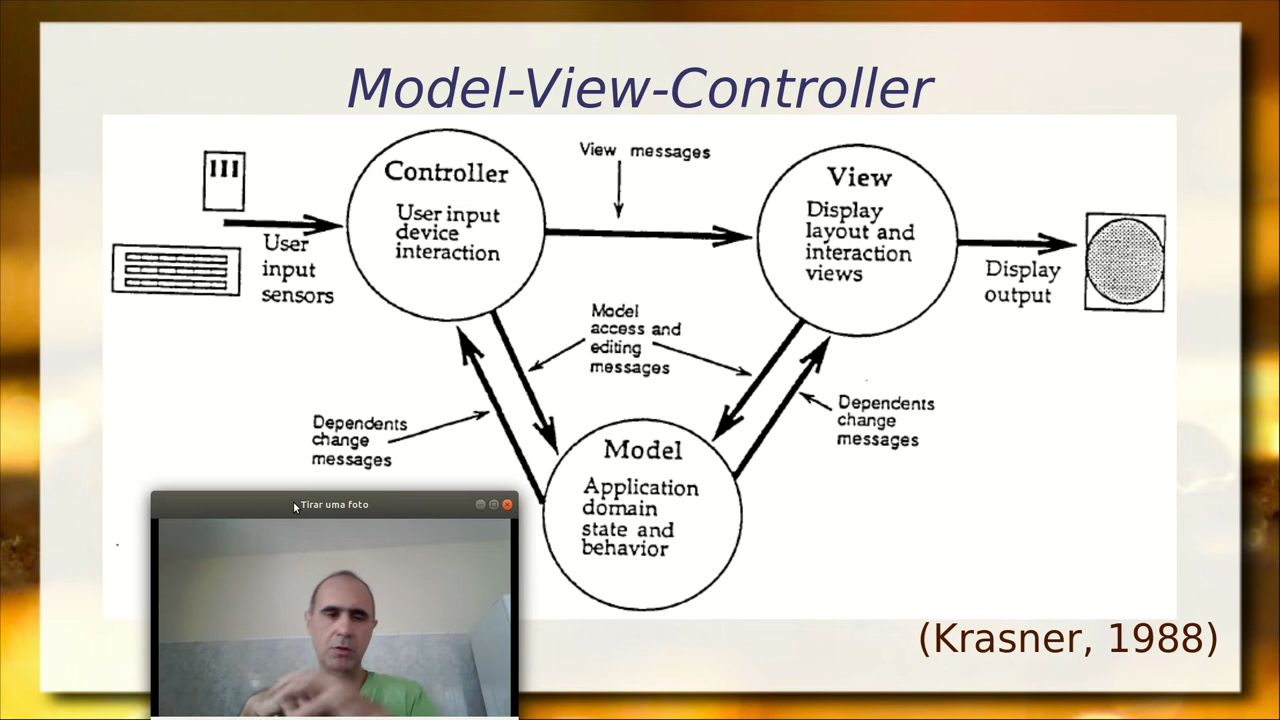 Model-View-Controller
Controller
User input
device
interaction
View messages
View
Display
layout and
interaction
views
User
input
sensors
Display
output
Model
access and
editing
messages
Dependents
change
messages
Dependents
change
messages
Model
Application
domain
state and
behavior
Tirar uma foto
(Krasner, 1988)